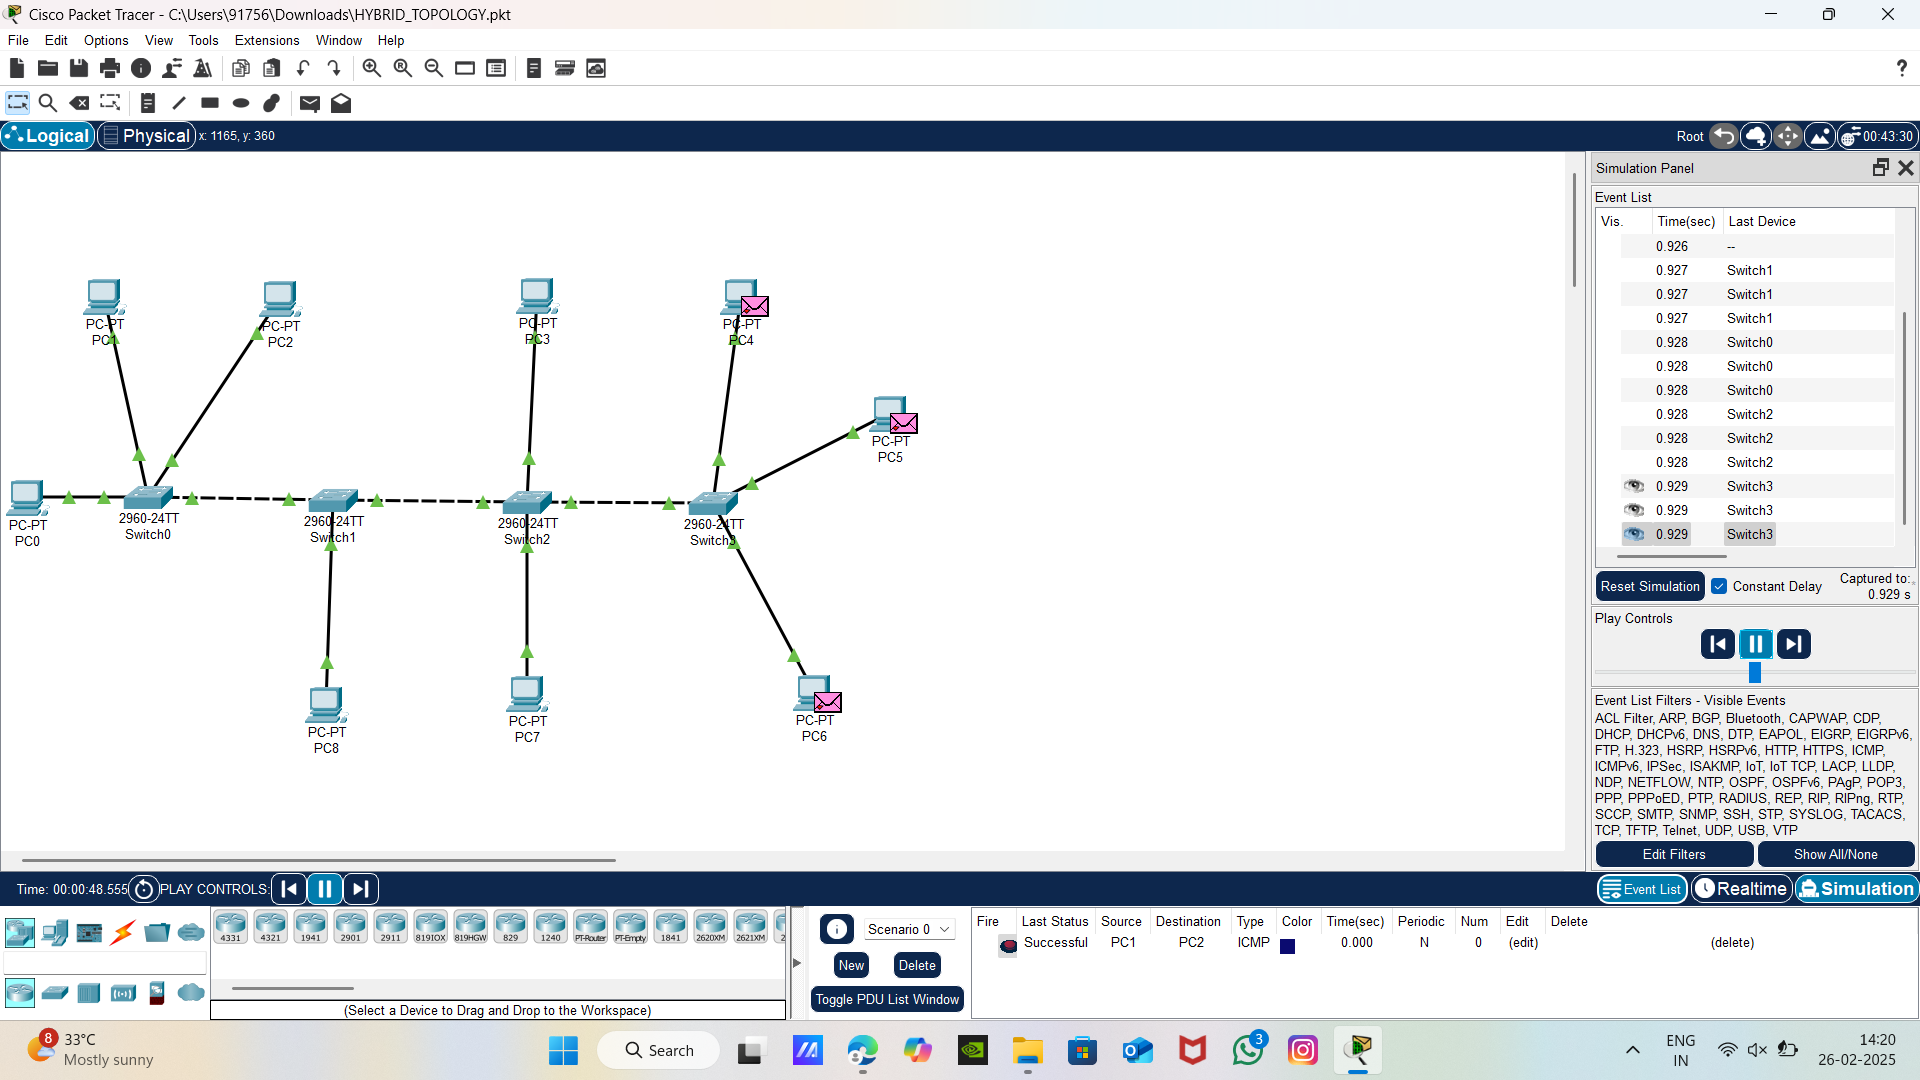 Cisco Packet Tracer - C:\Users\91756\Downloads\HYBRID_TOPOLOGY.pkt
File Edit Options View Tools Extensions Window Help
Logical Physical x: 1165, y: 360 Root 00:43:30
Simulation Panel
Event List
Vis. Time(sec) Last Device
0.926 --
0.927 Switch1
0.927 Switch1
0.927 Switch1
0.928 Switch0
0.928 Switch0
0.928 Switch0
0.928 Switch2
0.928 Switch2
0.928 Switch2
0.929 Switch3
0.929 Switch3
0.929 Switch3
Reset Simulation Constant Delay Captured to:
0.929 s
Play Controls
Event List Filters - Visible Events
ACL Filter, ARP, BGP, Bluetooth, CAPWAP, CDP,
DHCP, DHCPv6, DNS, DTP, EAPOL, EIGRP, EIGRPv6,
FTP, H.323, HSRP, HSRPv6, HTTP, HTTPS, ICMP,
ICMPv6, IPSec, ISAKMP, IoT, IoT TCP, LACP, LLDP,
NDP, NETFLOW, NTP, OSPF, OSPFv6, PAgP, POP3,
PPP, PPPoED, PTP, RADIUS, REP, RIP, RIPng, RTP,
SCCP, SMTP, SNMP, SSH, STP, SYSLOG, TACACS,
TCP, TFTP, Telnet, UDP, USB, VTP
Edit Filters Show All/None
PC-PT
PC1
PC-PT
PC2
PC-PT
PC3
PC-PT
PC4
PC-PT
PC5
PC-PT
PC0
2960-24TT
Switch0
2960-24TT
Switch1
2960-24TT
Switch2
2960-24TT
Switch3
PC-PT
PC8
PC-PT
PC7
PC-PT
PC6
Time: 00:00:48.555 PLAY CONTROLS: Event List Realtime Simulation
4331 4321 1941 2901 2911 819IOX 819HGW 829 1240 PT-Router PT-Empty 1841 2620XM 2621XM 2
(Select a Device to Drag and Drop to the Workspace)
Scenario 0
New Delete
Toggle PDU List Window
Fire Last Status Source Destination Type Color Time(sec) Periodic Num Edit Delete
Successful PC1 PC2 ICMP 0.000 N 0 (edit) (delete)
8 33°C
Mostly sunny
Search
3
ENG
IN
14:20
26-02-2025